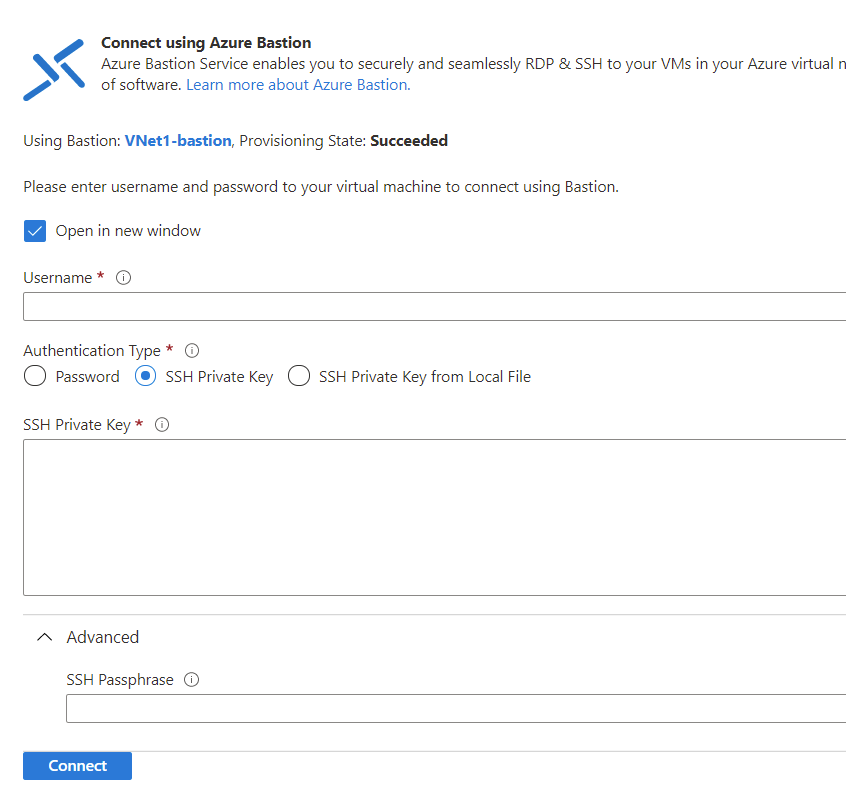 Connect using Azure Bastion
Azure Bastion Service enables you to securely and seamlessly RDP & SSH to your VMs in your Azure virtual
of software. Learn more about Azure Bastion.
Using Bastion: VNet1-bastion, Provisioning State: Succeeded
Please enter username and password to your virtual machine to connect using Bastion.
Open in new window
Username *
Authentication Type *
Password SSH Private Key SSH Private Key from Local File
SSH Private Key *
Advanced
SSH Passphrase
Connect